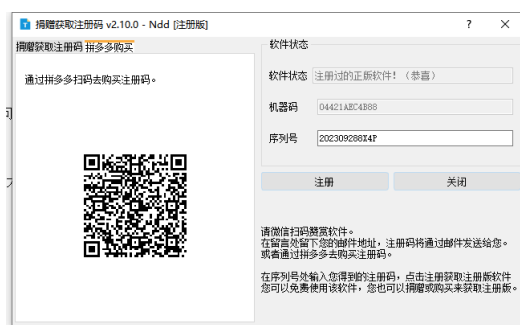 捐赠获取注册码 v2.10.0 - Ndd [注册版]
捐赠获取注册码 拼多多购买
通过拼多多扫码去购买注册码。
软件状态
软件状态 注册过的正版软件！（恭喜）
机器码 04421AEC4B88
序列号 202309288X4P
注册 关闭
请微信扫码赞赏软件。
在留言处留下您的邮件地址，注册码将通过邮件发送给您。
或者通过拼多多去购买注册码。
在序列号处输入您得到的注册码，点击注册获取注册版软件
您可以免费使用该软件，您也可以捐赠或购买来获取注册版。